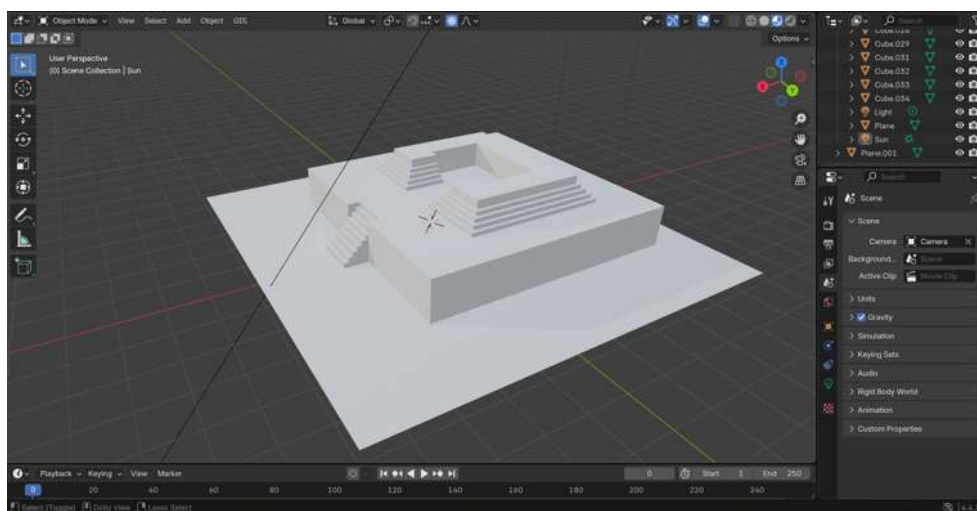 Object Mode View Select Add Object GIS Global Search
Options
User Perspective
(0) Scene Collection | Sun
X Y Z
Cube.028
Cube.029
Cube.031
Cube.032
Cube.033
Cube.034
Light
Plane
Sun
Plane.001
Search
Scene
Scene
Camera Camera
Background... Scene
Active Clip Movie Clip
Units
Gravity
Simulation
Keying Sets
Audio
Rigid Body World
Animation
Custom Properties
Playback Keying View Marker 0 Start 1 End 250
0 20 40 60 80 100 120 140 160 180 200 220 240
Select (Toggle) Dolly View Lasso Select